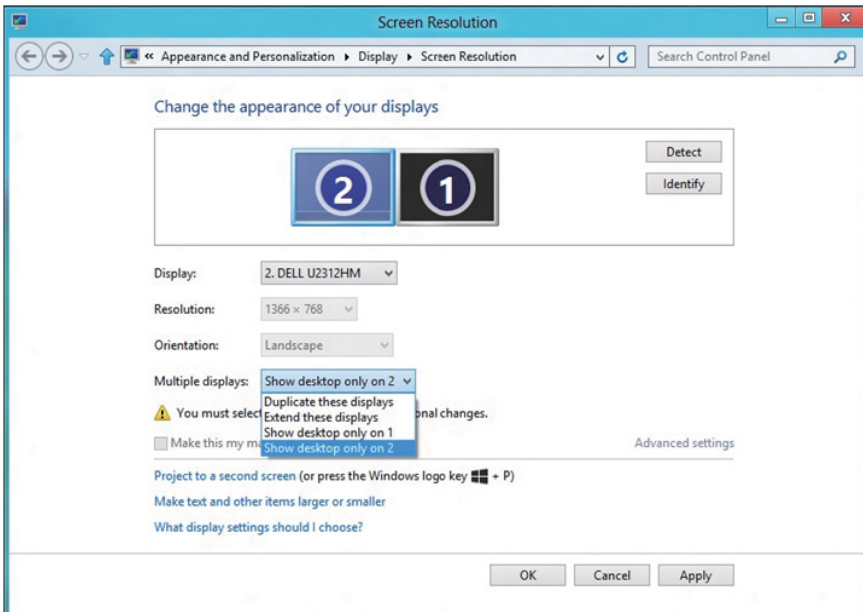 Screen Resolution
« Appearance and Personalization ▸ Display ▸ Screen Resolution
Search Control Panel
Change the appearance of your displays
2 1
Detect
Identify
Display: 2. DELL U2312HM
Resolution: 1366 × 768
Orientation: Landscape
Multiple displays: Show desktop only on 2
Duplicate these displays
Extend these displays
Show desktop only on 1
Show desktop only on 2
You must select onal changes.
Make this my ma
Advanced settings
Project to a second screen (or press the Windows logo key + P)
Make text and other items larger or smaller
What display settings should I choose?
OK Cancel Apply